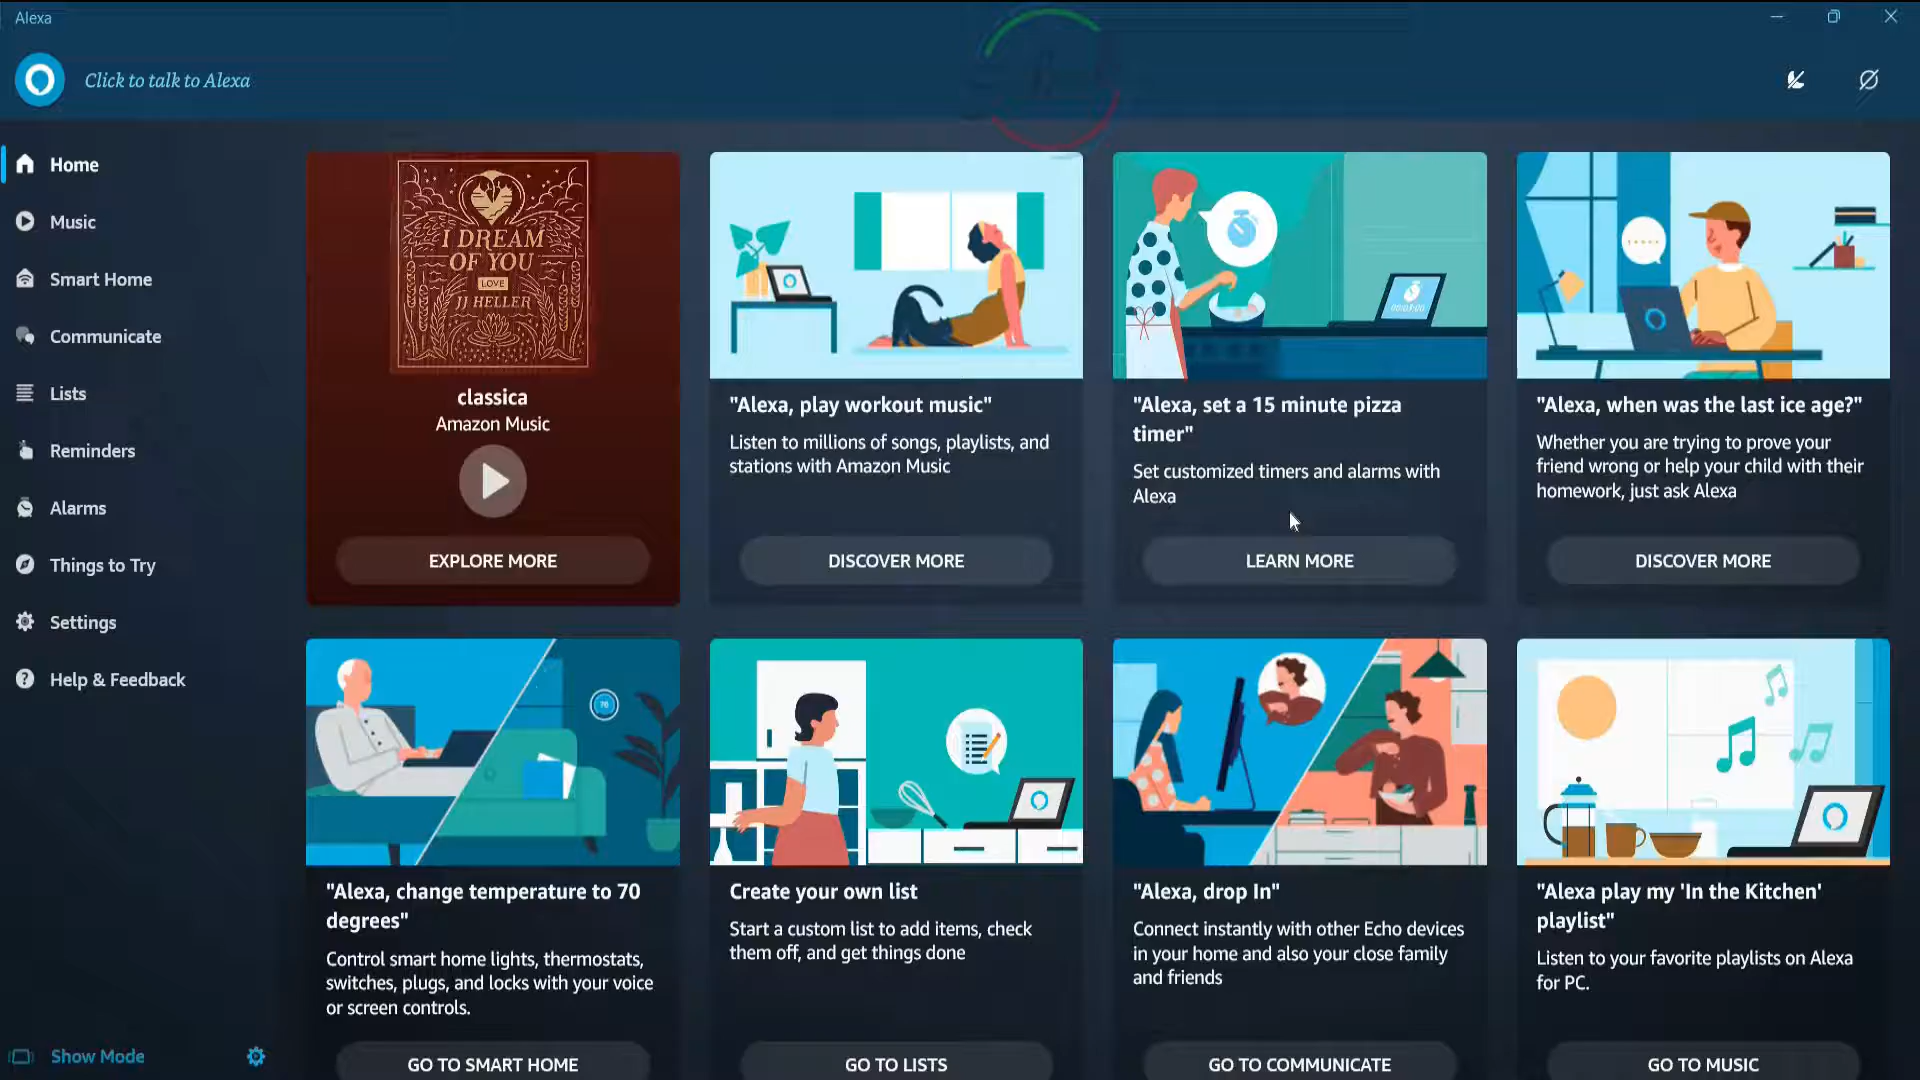 Alexa
Click to talk to Alexa
Home
Music
Smart Home
Communicate
Lists
Reminders
Alarms
Things to Try
Settings
Help & Feedback
Show Mode
I DREAM
OF YOU
LOVE
JJ HELLER
classica
Amazon Music
EXPLORE MORE
"Alexa, play workout music"
Listen to millions of songs, playlists, and
stations with Amazon Music
DISCOVER MORE
"Alexa, set a 15 minute pizza
timer"
Set customized timers and alarms with
Alexa
LEARN MORE
"Alexa, when was the last ice age?"
Whether you are trying to prove your
friend wrong or help your child with their
homework, just ask Alexa
DISCOVER MORE
70
"Alexa, change temperature to 70
degrees"
Control smart home lights, thermostats,
switches, plugs, and locks with your voice
or screen controls.
GO TO SMART HOME
Create your own list
Start a custom list to add items, check
them off, and get things done
GO TO LISTS
"Alexa, drop In"
Connect instantly with other Echo devices
in your home and also your close family
and friends
GO TO COMMUNICATE
"Alexa play my 'In the Kitchen'
playlist"
Listen to your favorite playlists on Alexa
for PC.
GO TO MUSIC